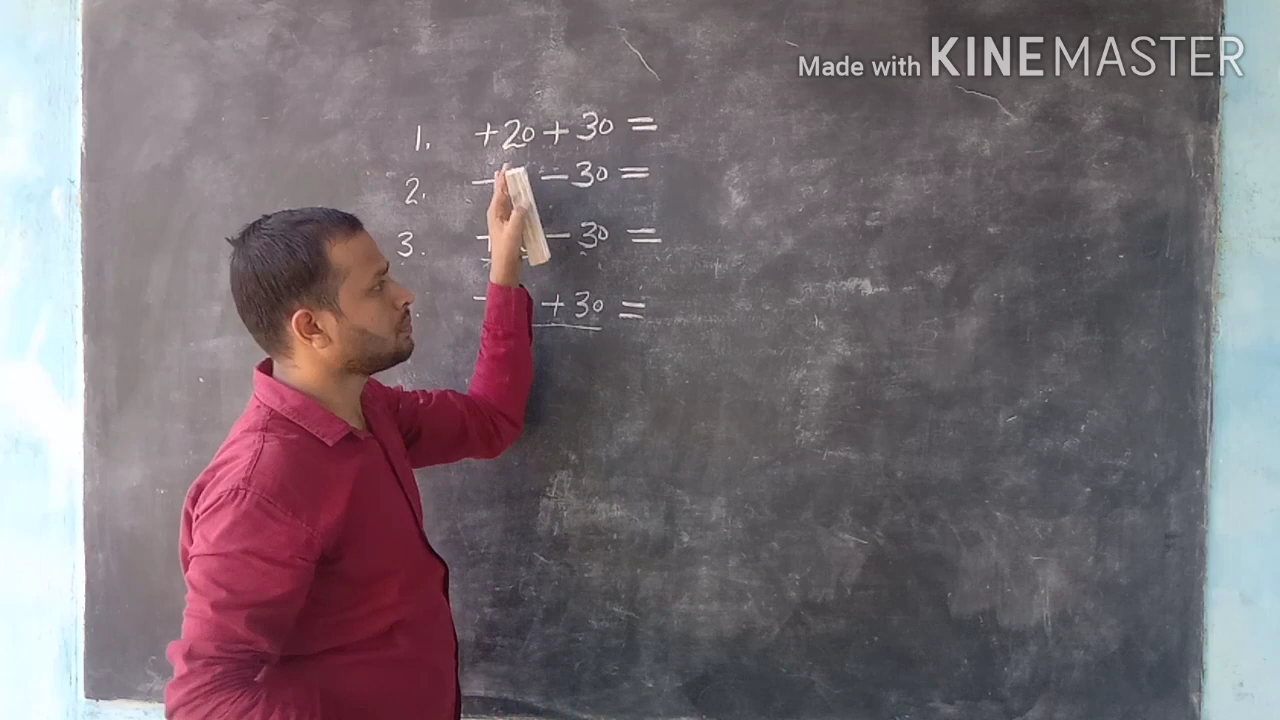 Made with KINEMASTER
1. +20 + 30 =
2. - - 30 =
3. + - 30 =
- + 30 =